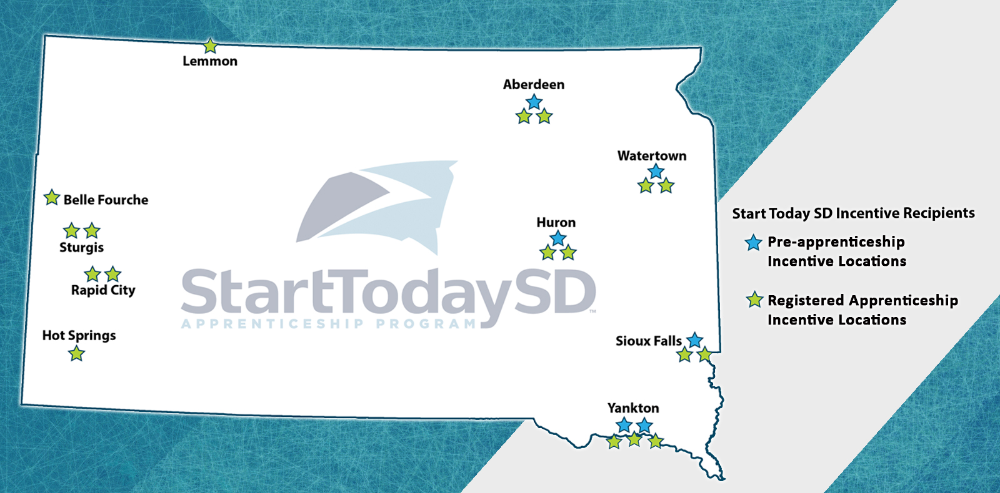 Lemmon
Aberdeen
Watertown
Belle Fourche
Huron
Sturgis
Rapid City
StartTodaySD™
APPRENTICESHIP PROGRAM
Hot Springs
Sioux Falls
Yankton
Start Today SD Incentive Recipients
Pre-apprenticeship
Incentive Locations
Registered Apprenticeship
Incentive Locations